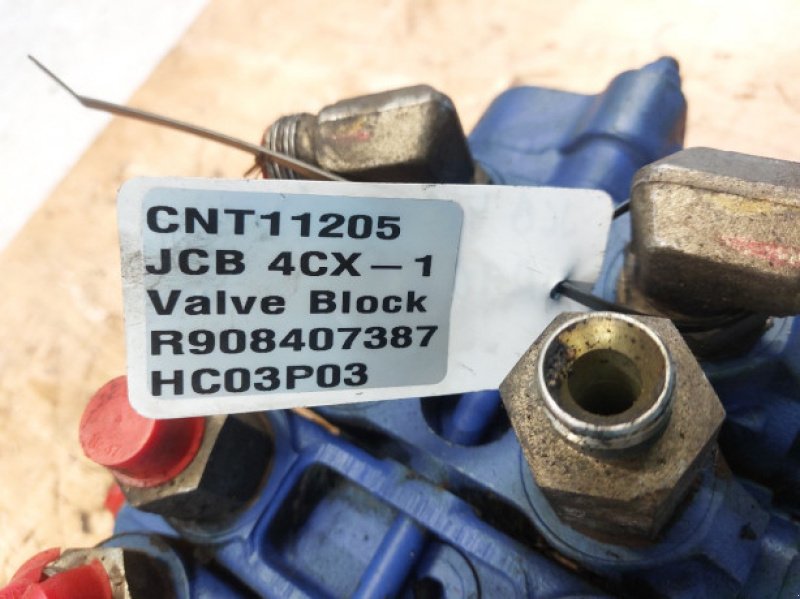 CNT11205
JCB 4CX-1
Valve Block
R908407387
HC03P03